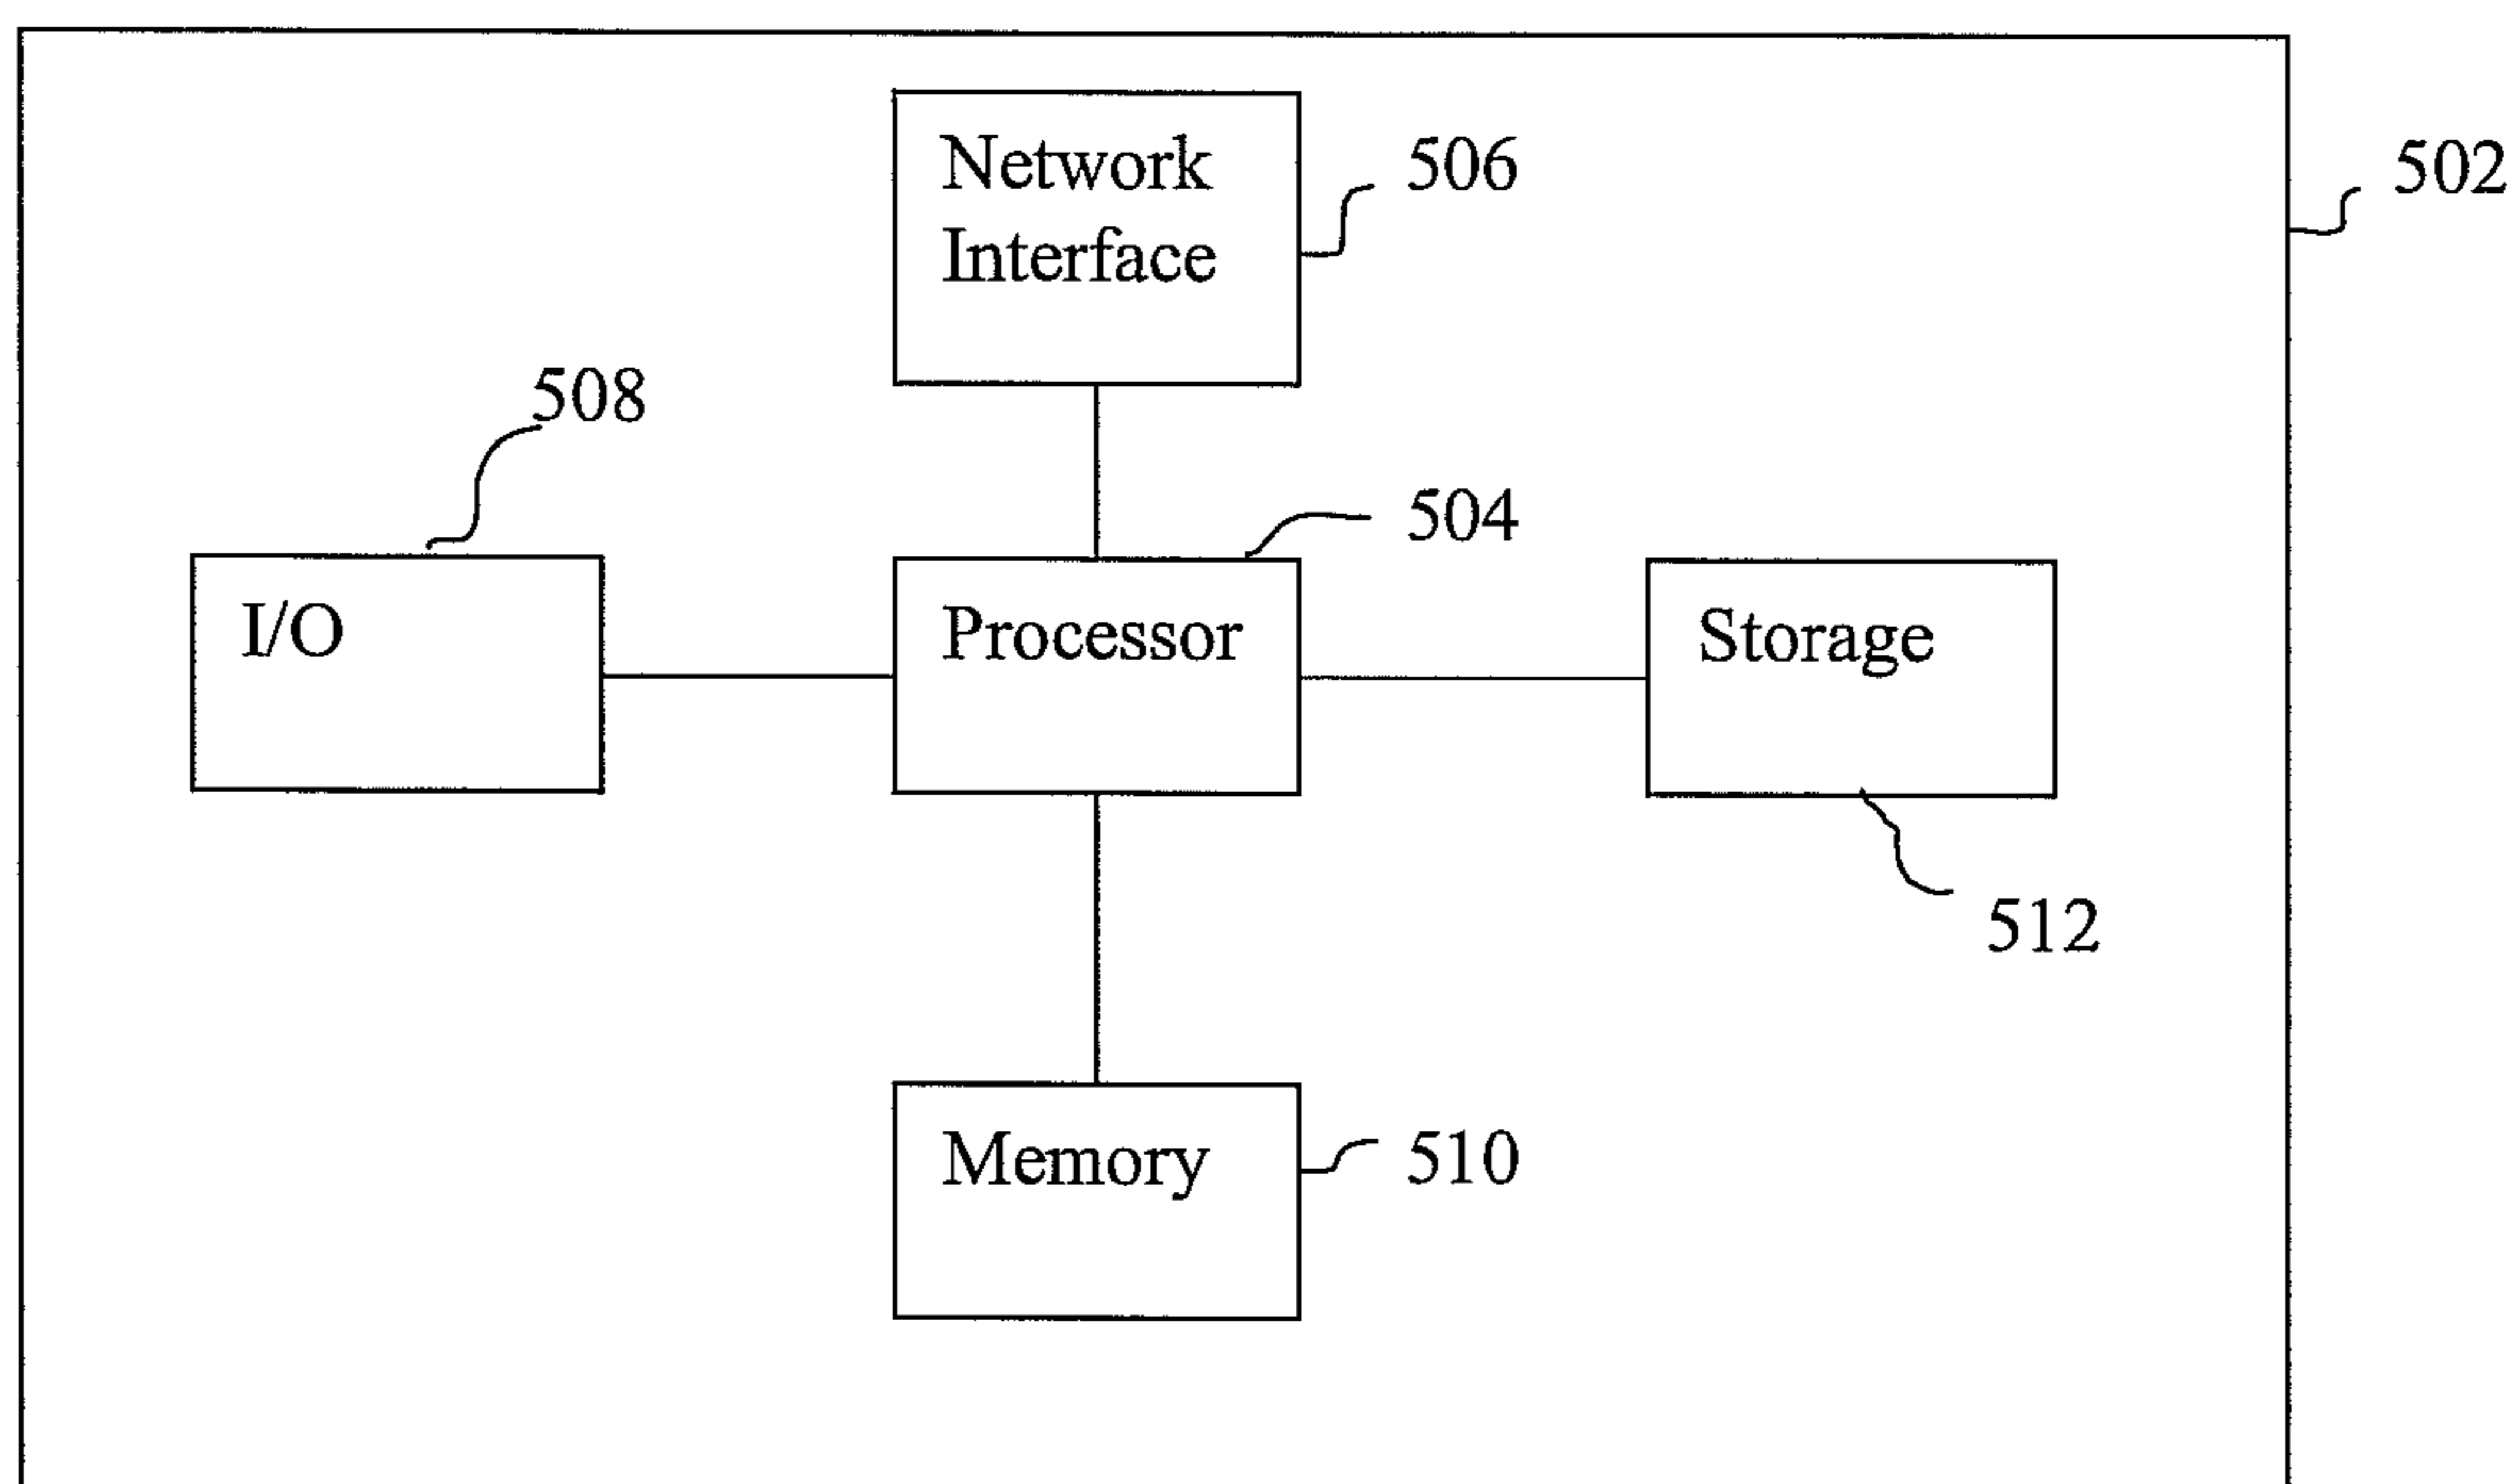 Network
Interface
506
502
508
504
I/O
Processor
Storage
512
Memory
510